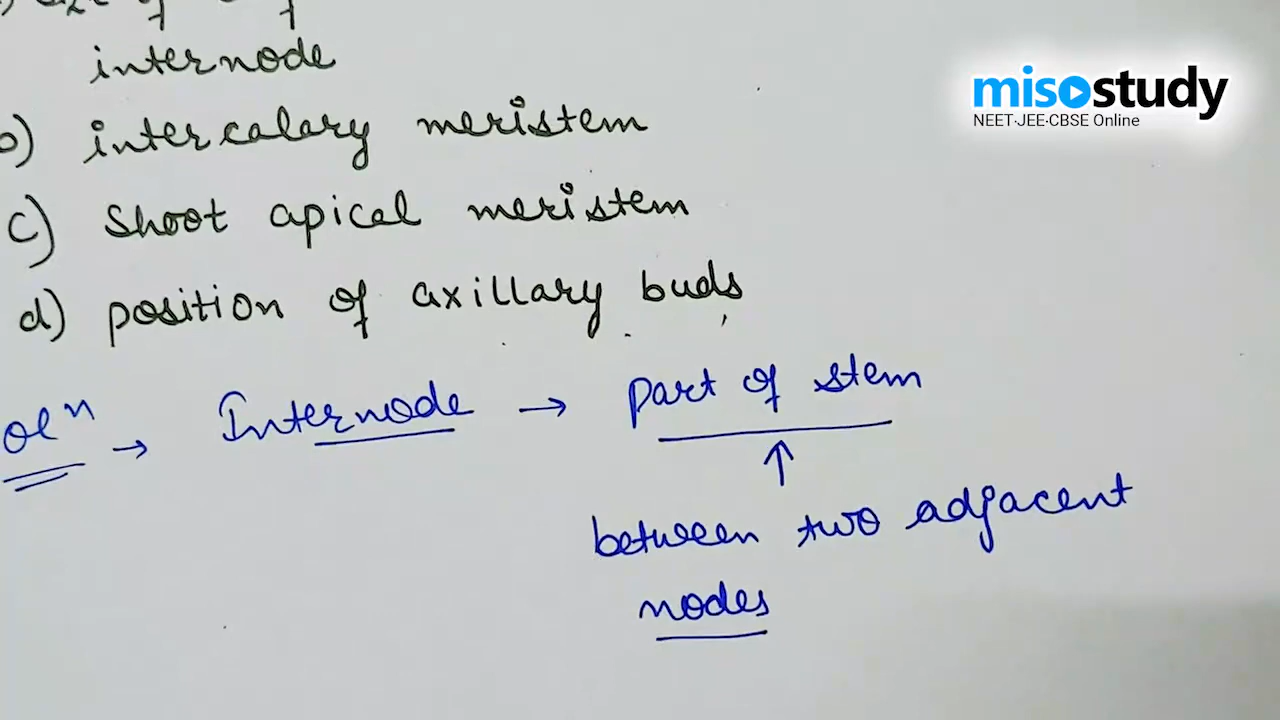 internode
b) intercalary meristem
c) Shoot apical meristem
d) position of axillary buds
Internode → Part of stem
↑
between two adjacent
nodes
misostudy
NEET-JEE-CBSE Online